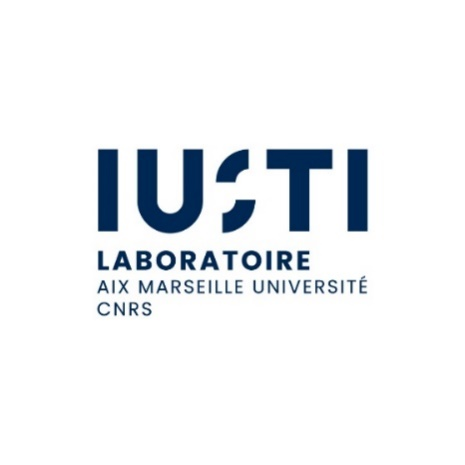 IUSTI
LABORATOIRE
AIX MARSEILLE UNIVERSITÉ
CNRS